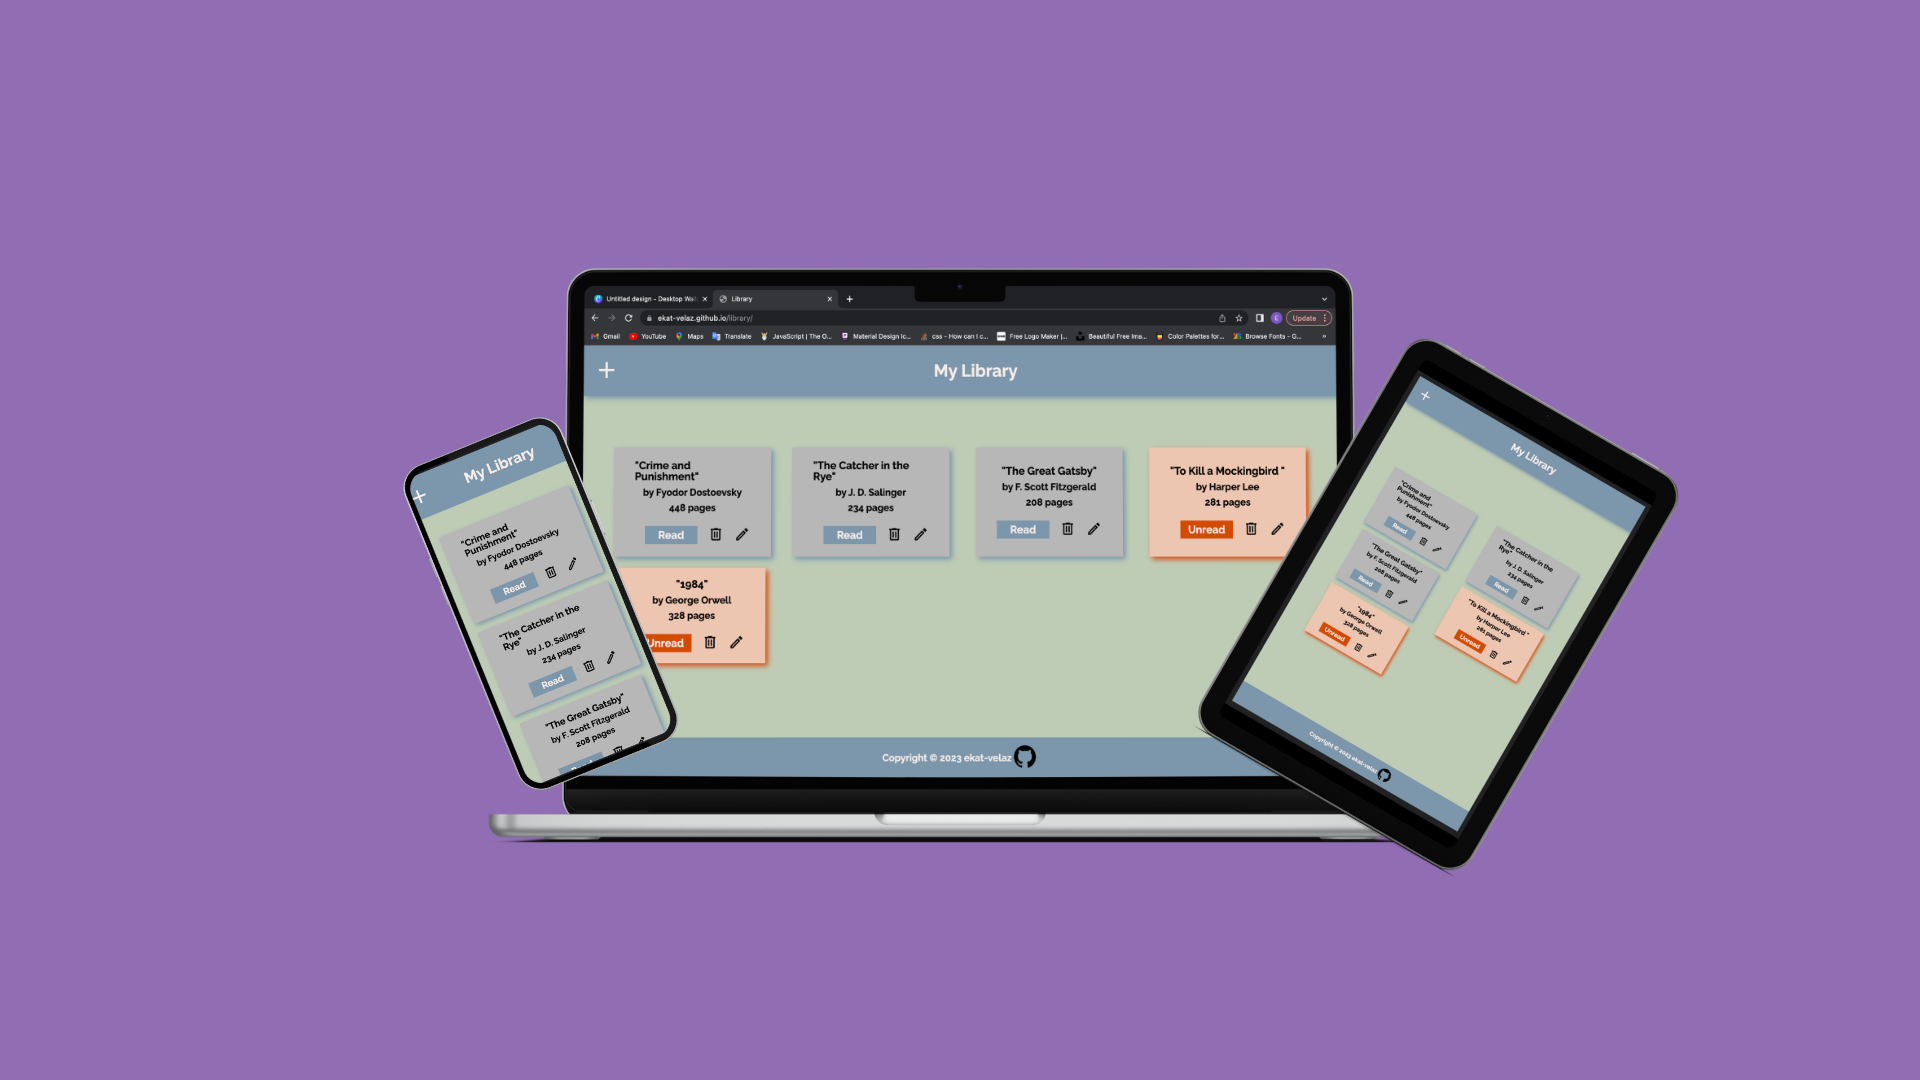 Untitled design - Desktop Wal
Library
ekat-velaz.github.io/library/
E
Update
Gmail
YouTube
Maps
Translate
JavaScript | The O...
Material Design Ic...
css - How can I c...
Free Logo Maker |...
Beautiful Free Ima...
Color Palettes for...
Browse Fonts - G...
»
My Library
"Crime and
Punishment"
by Fyodor Dostoevsky
448 pages
Read
"The Catcher in the
Rye"
by J. D. Salinger
234 pages
Read
"The Great Gatsby"
by F. Scott Fitzgerald
208 pages
Read
"To Kill a Mockingbird "
by Harper Lee
281 pages
Unread
"1984"
by George Orwell
328 pages
Unread
Copyright © 2023 ekat-velaz
My Library
"Crime and
Punishment"
by Fyodor Dostoevsky
448 pages
Read
"The Catcher in the
Rye"
by J. D. Salinger
234 pages
Read
"The Great Gatsby"
by F. Scott Fitzgerald
208 pages
Read
My Library
"Crime and
Punishment"
by Fyodor Dostoevsky
448 pages
Read
"The Catcher in the
Rye"
by J. D. Salinger
234 pages
Read
"The Great Gatsby"
by F. Scott Fitzgerald
208 pages
Read
"To Kill a Mockingbird "
by Harper Lee
281 pages
Unread
"1984"
by George Orwell
328 pages
Unread
Copyright © 2023 ekat-velaz